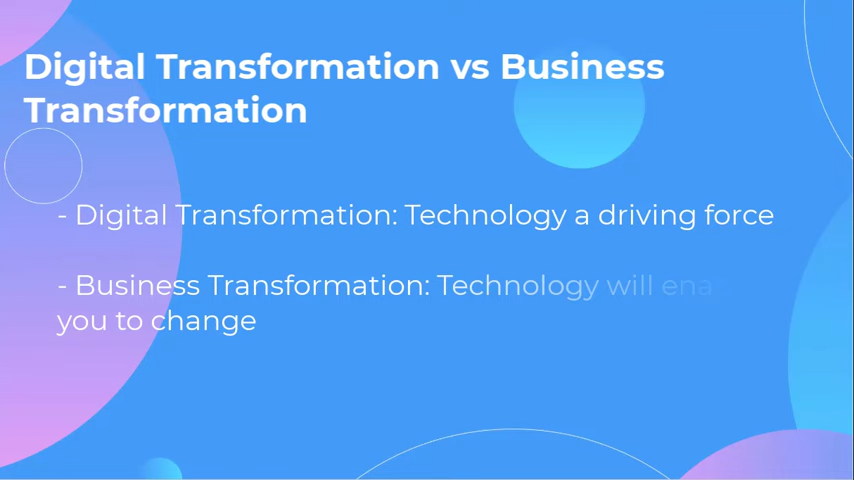 Digital Transformation vs Business
Transformation
- Digital Transformation: Technology a driving force
- Business Transformation: Technology will
you to change